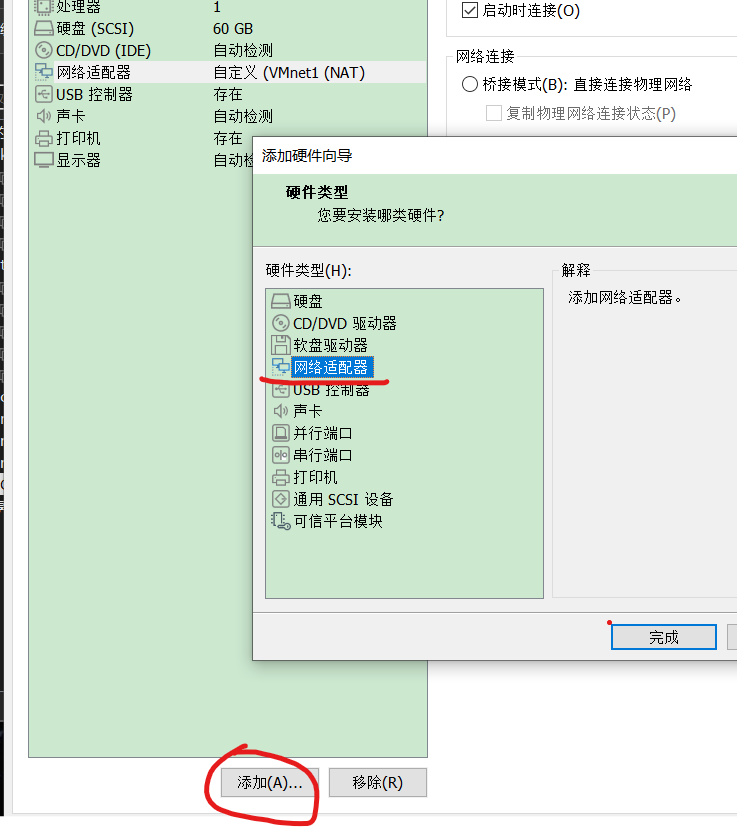 处理器 1
硬盘 (SCSI) 60 GB
CD/DVD (IDE) 自动检测
网络适配器 自定义 (VMnet1 (NAT)
USB 控制器 存在
声卡 自动检测
打印机 存在
显示器 自动检
启动时连接(O)
网络连接
桥接模式(B): 直接连接物理网络
复制物理网络连接状态(P)
添加硬件向导
硬件类型
您要安装哪类硬件?
硬件类型(H):
硬盘
CD/DVD 驱动器
软盘驱动器
网络适配器
USB 控制器
声卡
并行端口
串行端口
打印机
通用 SCSI 设备
可信平台模块
解释
添加网络适配器。
完成
添加(A)...
移除(R)